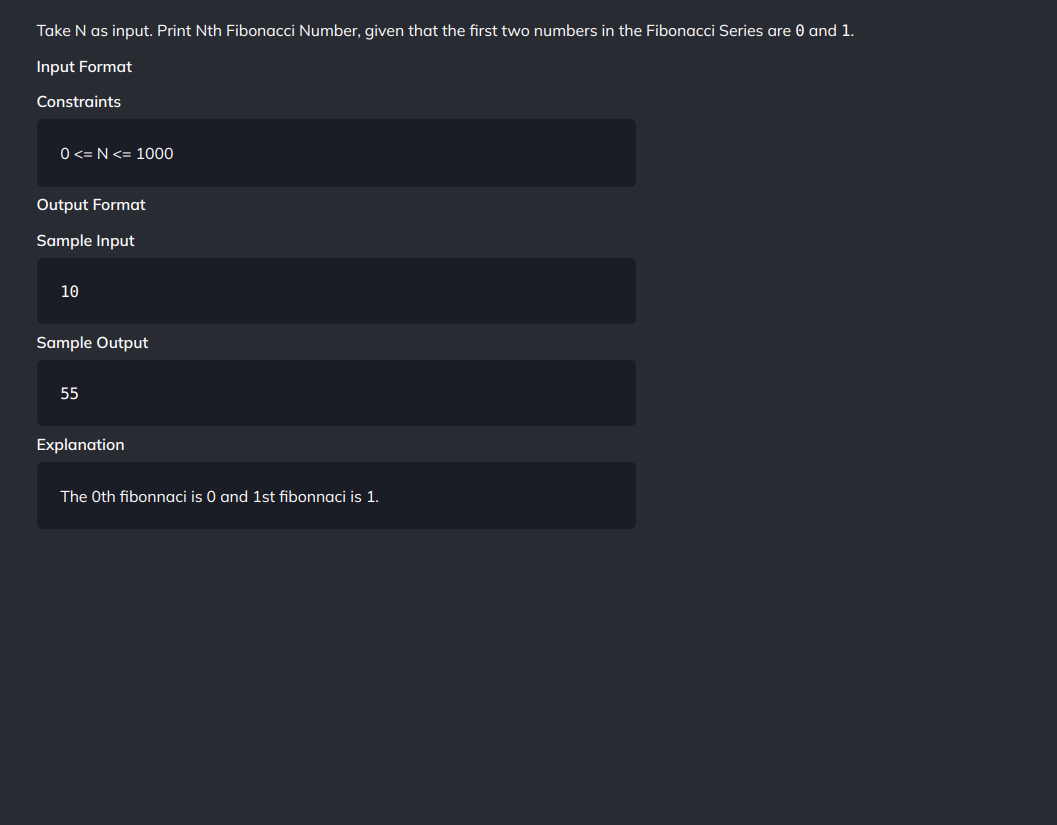 Take N as input. Print Nth Fibonacci Number, given that the first two numbers in the Fibonacci Series are 0 and 1.
Input Format
Constraints
0 <= N <= 1000
Output Format
Sample Input
10
Sample Output
55
Explanation
The 0th fibonnaci is 0 and 1st fibonnaci is 1.